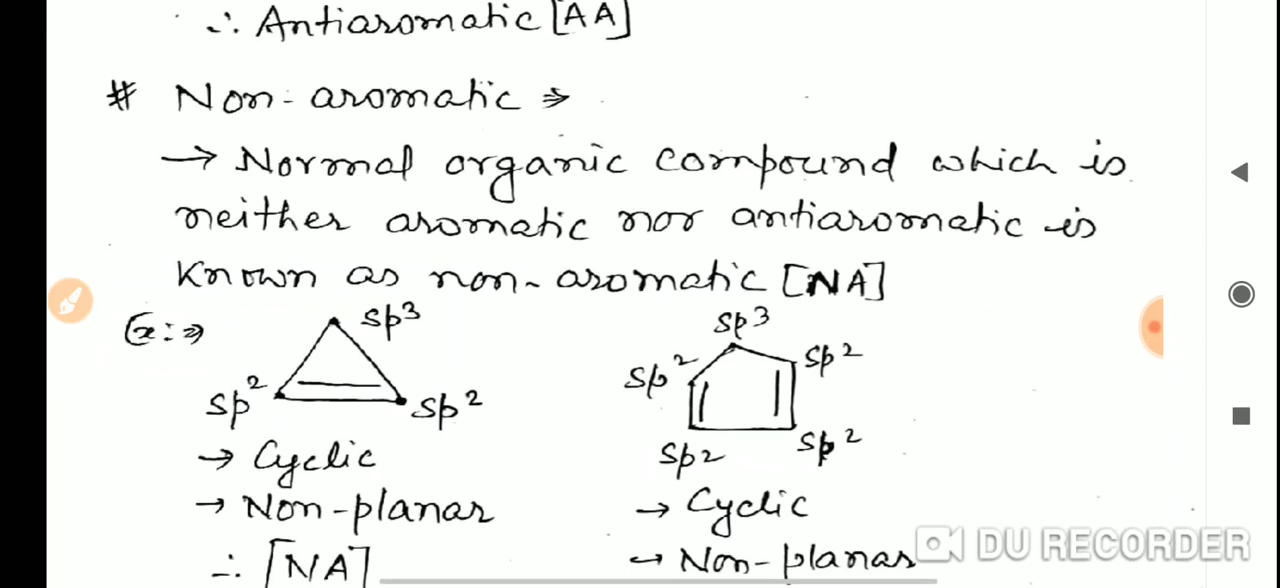 ∴ Antiaromatic [AA]
# Non-aromatic ⇒
→ Normal organic compound which is
neither aromatic nor antiaromatic is
known as non-aromatic [NA]
Ex:⇒
sp³
sp²
sp²
→ Cyclic
→ Non-planar
∴ [NA]
sp³
sp²
sp²
sp2
sp²
→ Cyclic
→ Non-planar
DU RECORDER